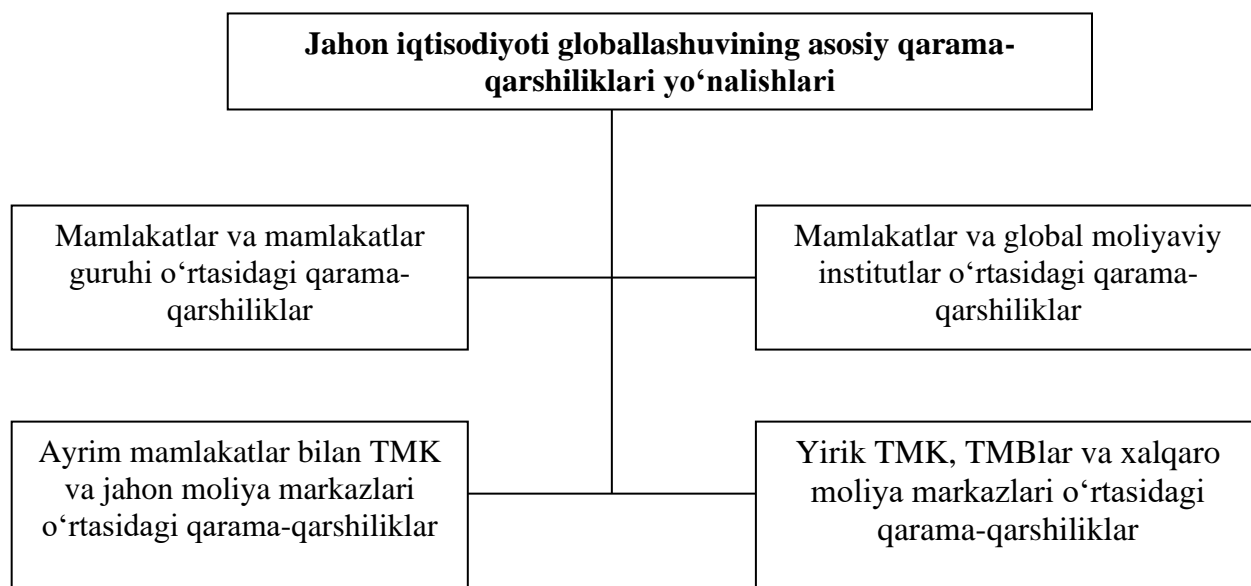 Jahon iqtisodiyoti globallashuvining asosiy qarama-
qarshiliklari yo‘nalishlari
Mamlakatlar va mamlakatlar
guruhi o‘rtasidagi qarama-
qarshiliklar
Mamlakatlar va global moliyaviy
institutlar o‘rtasidagi qarama-
qarshiliklar
Ayrim mamlakatlar bilan TMK
va jahon moliya markazlari
o‘rtasidagi qarama-qarshiliklar
Yirik TMK, TMBlar va xalqaro
moliya markazlari o‘rtasidagi
qarama-qarshiliklar